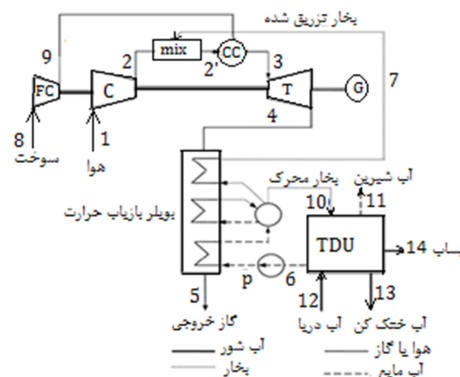 بخار تزریق شده
9
2
mix
2'
CC
3
7
FC
C
T
G
4
8
سوخت
1
هوا
بویلر بازیاب حرارت
بخار محرک
آب شیرین
10
11
TDU
14
پساب
p
6
5
12
13
گاز خروجی
آب دریا
آب خنک کن
آب شور
هوا یا گاز
بخار
آب مایع